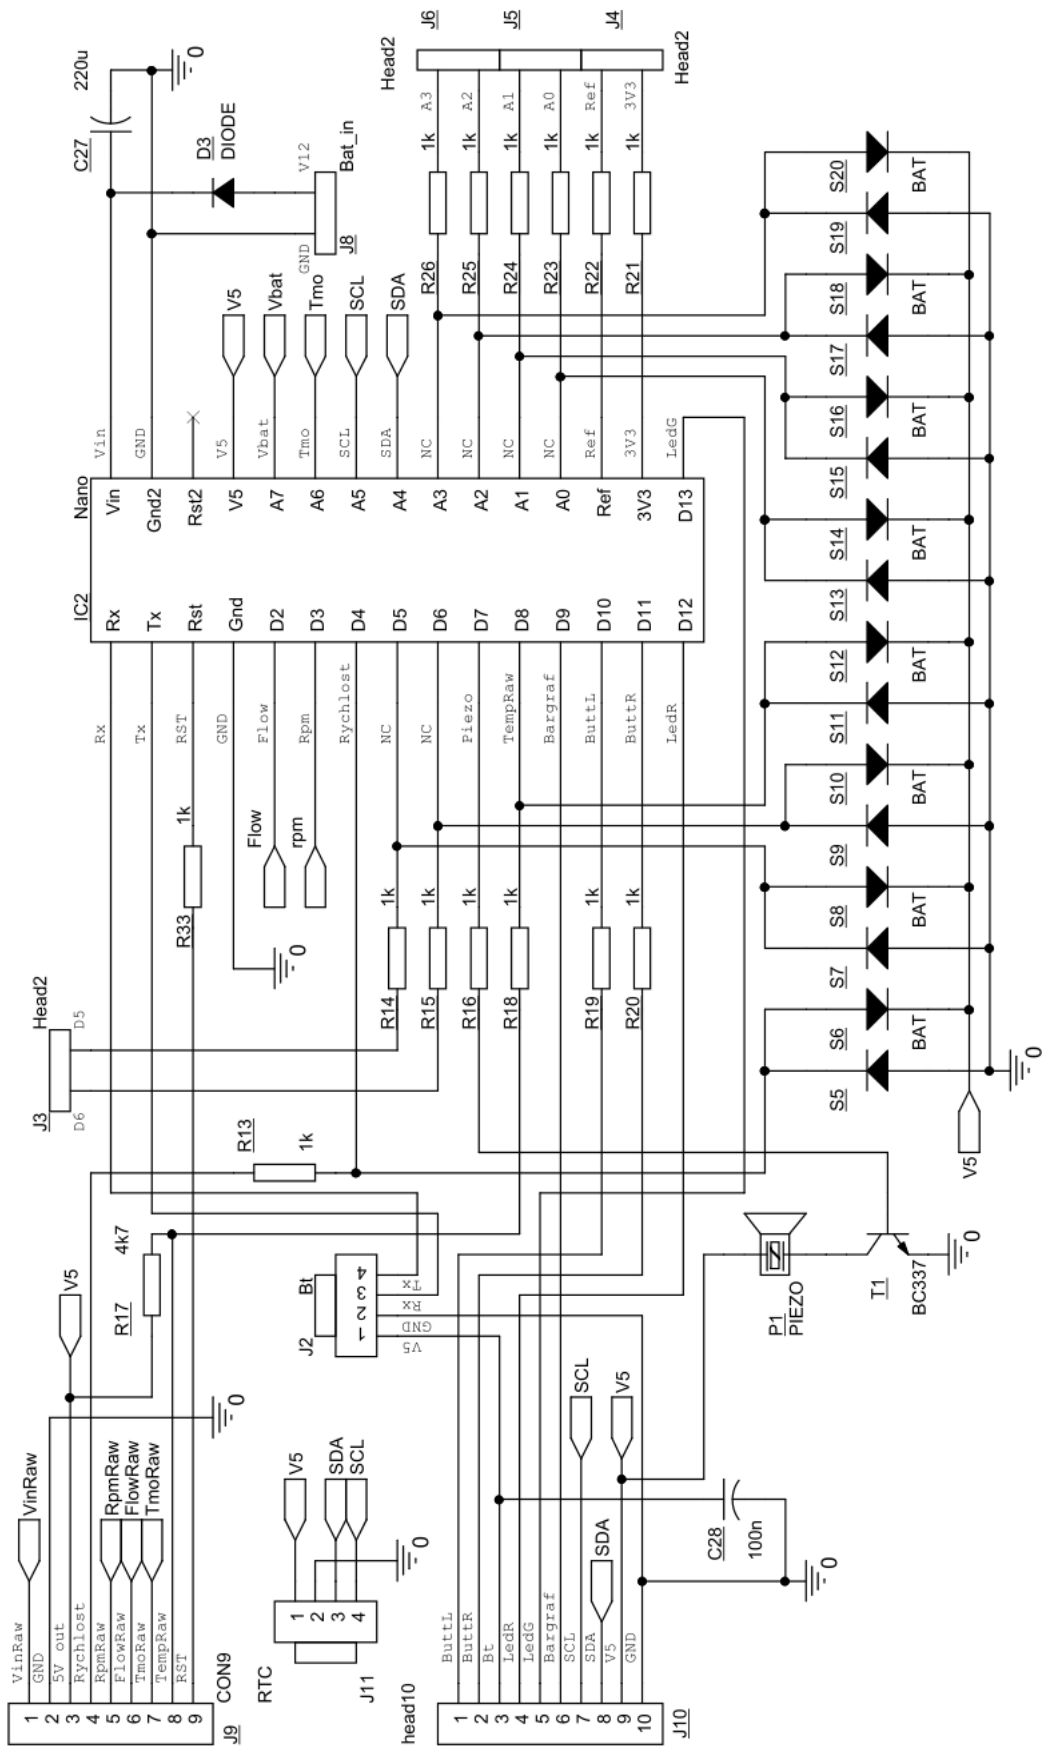 J6
J5
J4
Head2
Head2
A3
A2
A1
A0
Ref
3V3
1k
1k
1k
1k
1k
1k
R26
R25
R24
R23
R22
R21
220u
C27
0
D3
DIODE
V12
Bat_in
GND
J8
V5
Vbat
Tmo
SCL
SDA
Vin
GND
V5
Vbat
Tmo
SCL
SDA
NC
NC
NC
NC
Ref
3V3
LedG
Nano
Vin
Gnd2
Rst2
V5
A7
A6
A5
A4
A3
A2
A1
A0
Ref
3V3
D13
IC2
Rx
Tx
Rst
Gnd
D2
D3
D4
D5
D6
D7
D8
D9
D10
D11
D12
Rx
Tx
RST
GND
Flow
Rpm
Rychlost
NC
NC
Piezo
TempRaw
Bargraf
ButtL
ButtR
LedR
1k
R33
Flow
rpm
0
1k
1k
1k
1k
1k
1k
R14
R15
R16
R18
R19
R20
Head2
D5
J3
D6
R13
1k
S20
BAT
S19
S18
BAT
S17
S16
BAT
S15
S14
BAT
S13
S12
BAT
S11
S10
BAT
S9
S8
BAT
S7
S6
BAT
S5
0
V5
4k7
R17
V5
0
Bt
J2
4
3
2
1
Tx
Rx
GND
V5
P1
PIEZO
T1
BC337
0
VinRaw
RpmRaw
FlowRaw
TmoRaw
VinRaw
GND
5V out
Rychlost
RpmRaw
FlowRaw
TmoRaw
TempRaw
RST
1
2
3
4
5
6
7
8
9
CON9
J9
V5
SDA
SCL
0
1
2
3
4
RTC
J11
SCL
V5
SDA
C28
100n
0
ButtL
ButtR
Bt
LedR
LedG
Bargraf
SCL
SDA
V5
GND
head10
1
2
3
4
5
6
7
8
9
10
J10